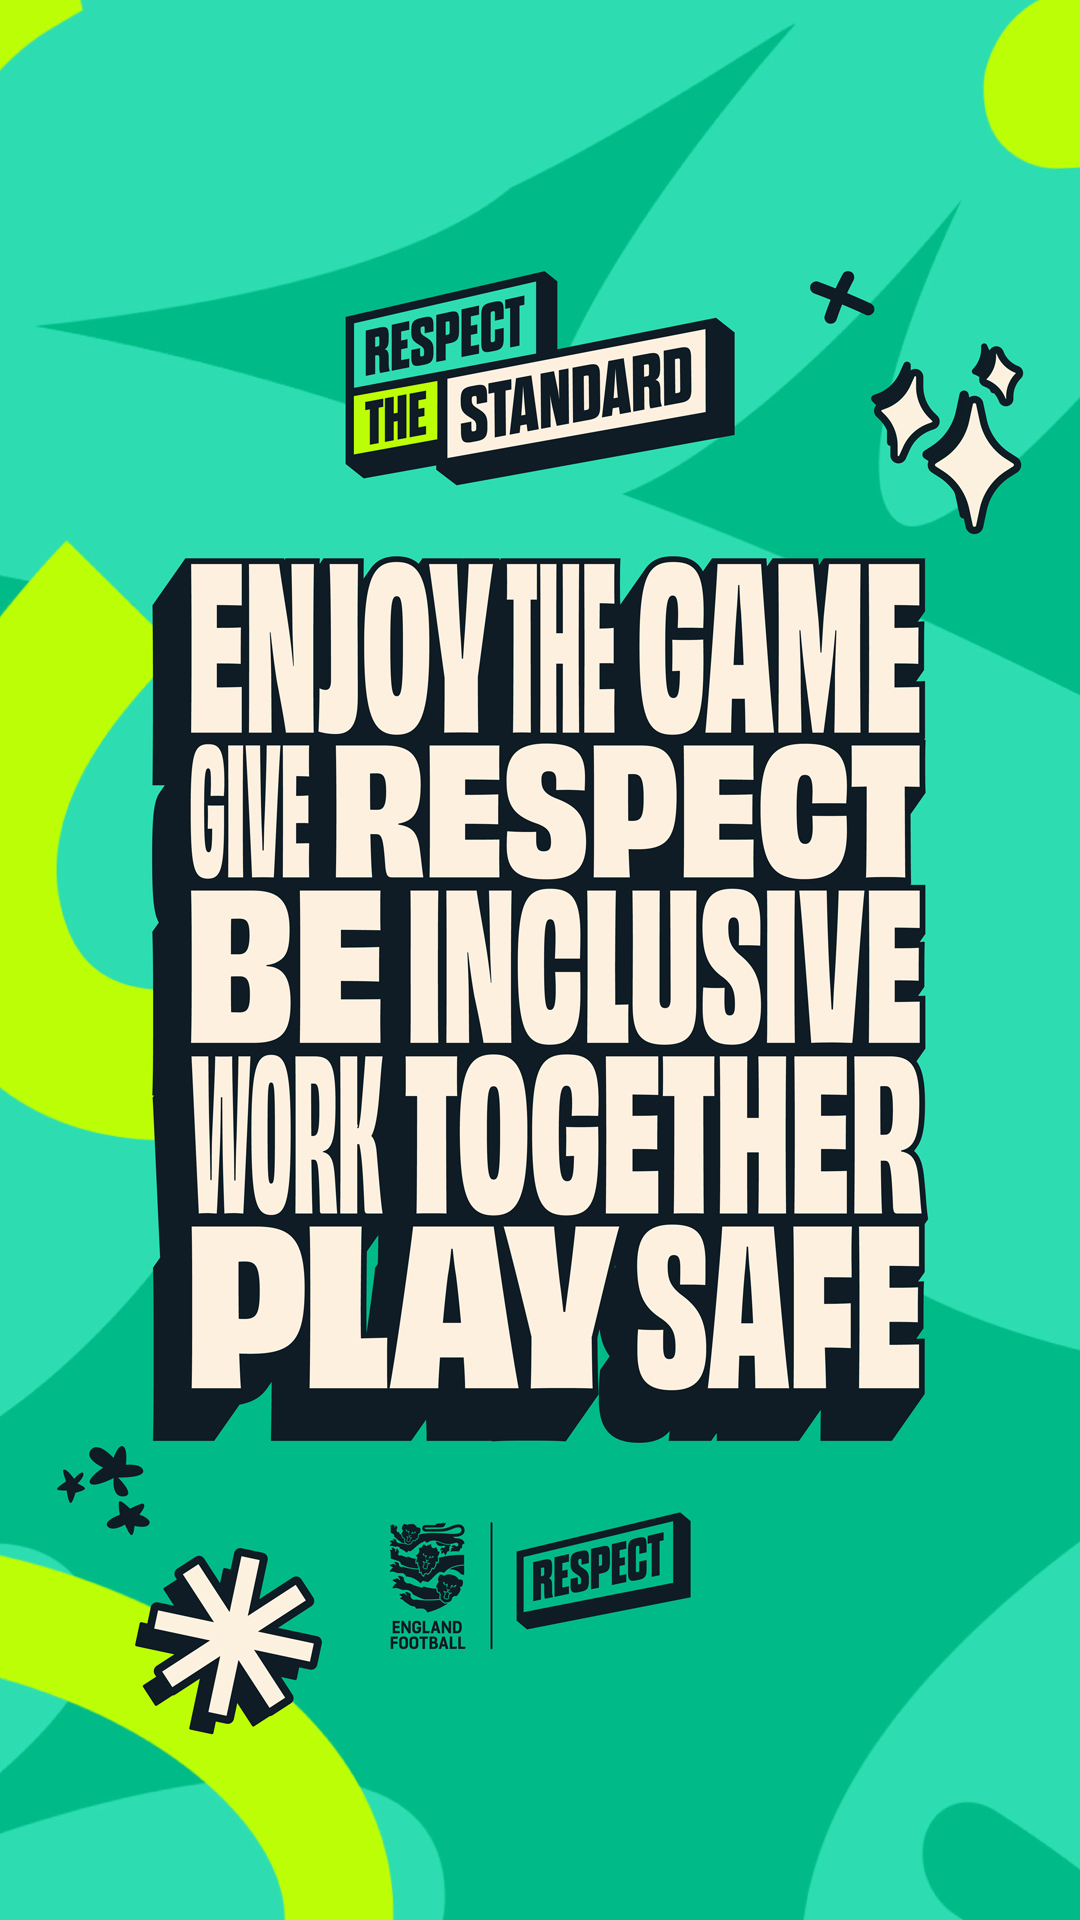 RESPECT
THE STANDARD
ENJOY THE GAME
GIVE RESPECT
BE INCLUSIVE
WORK TOGETHER
PLAY SAFE
ENGLAND
FOOTBALL
RESPECT